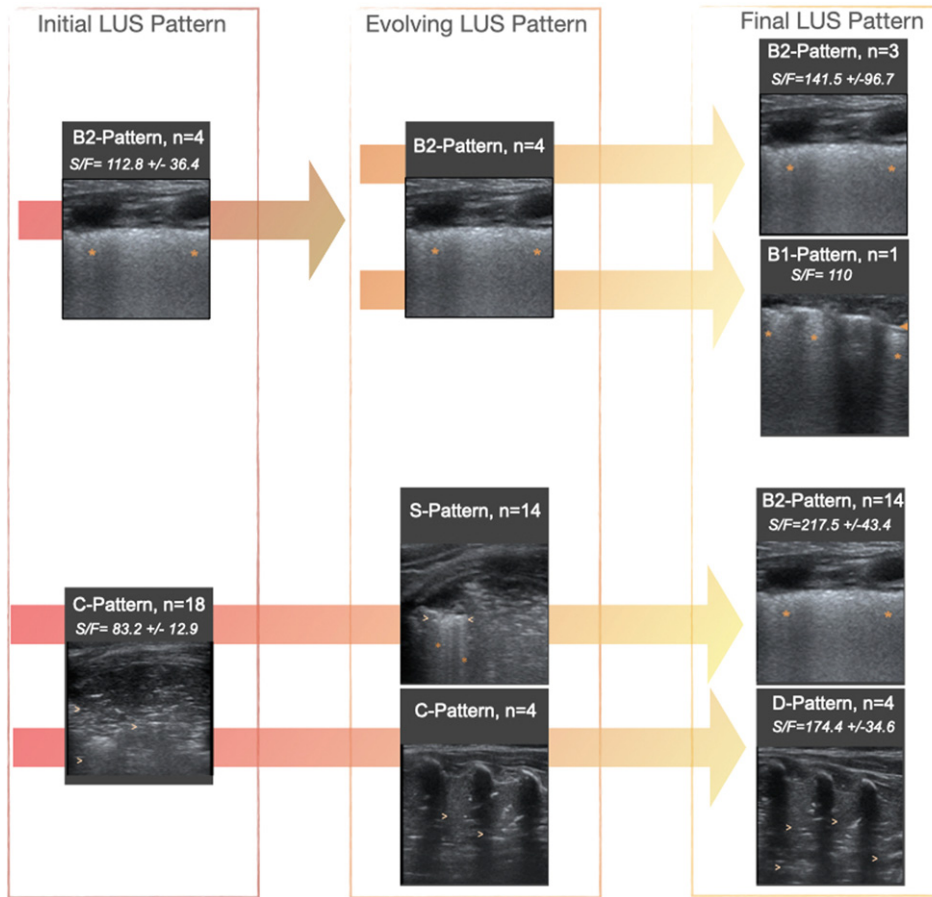 Initial LUS Pattern
Evolving LUS Pattern
Final LUS Pattern
B2-Pattern, n=4
S/F= 112.8 +/- 36.4
B2-Pattern, n=4
B2-Pattern, n=3
S/F=141.5 +/-96.7
B1-Pattern, n=1
S/F= 110
C-Pattern, n=18
S/F= 83.2 +/- 12.9
S-Pattern, n=14
C-Pattern, n=4
B2-Pattern, n=14
S/F=217.5 +/-43.4
D-Pattern, n=4
S/F=174.4 +/-34.6